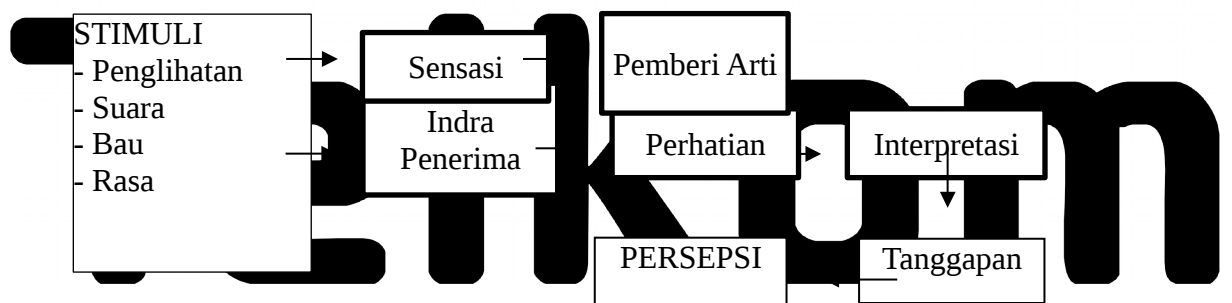 STIMULI
- Penglihatan
- Suara
- Bau
- Rasa
Sensasi
Indra
Penerima
Pemberi Arti
Perhatian
Interpretasi
Tanggapan
PERSEPSI